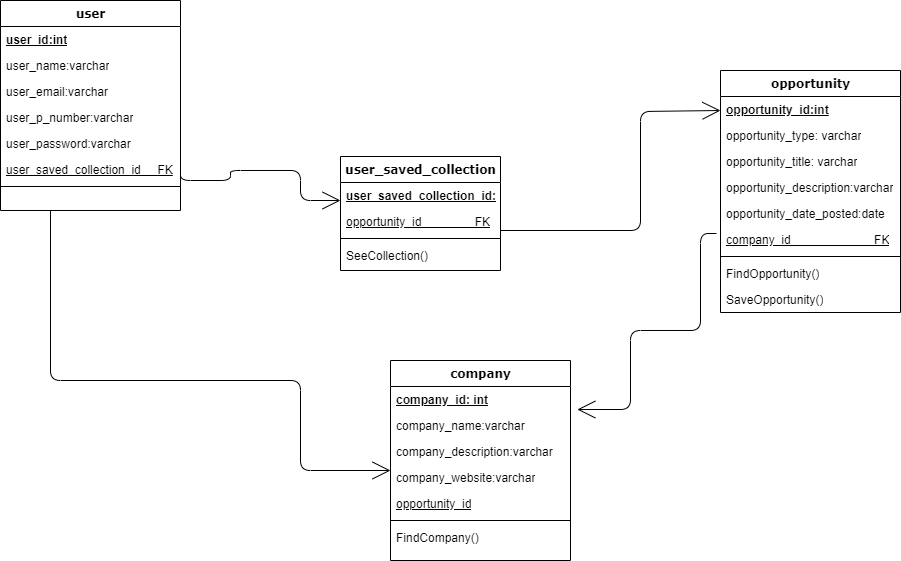 user
user_id:int
user_name:varchar
user_email:varchar
user_p_number:varchar
user_password:varchar
user_saved_collection_id FK
user_saved_collection
user_saved_collection_id:
opportunity_id FK
SeeCollection()
opportunity
opportunity_id:int
opportunity_type: varchar
opportunity_title: varchar
opportunity_description:varchar
opportunity_date_posted:date
company_id FK
FindOpportunity()
SaveOpportunity()
company
company_id: int
company_name:varchar
company_description:varchar
company_website:varchar
opportunity_id
FindCompany()